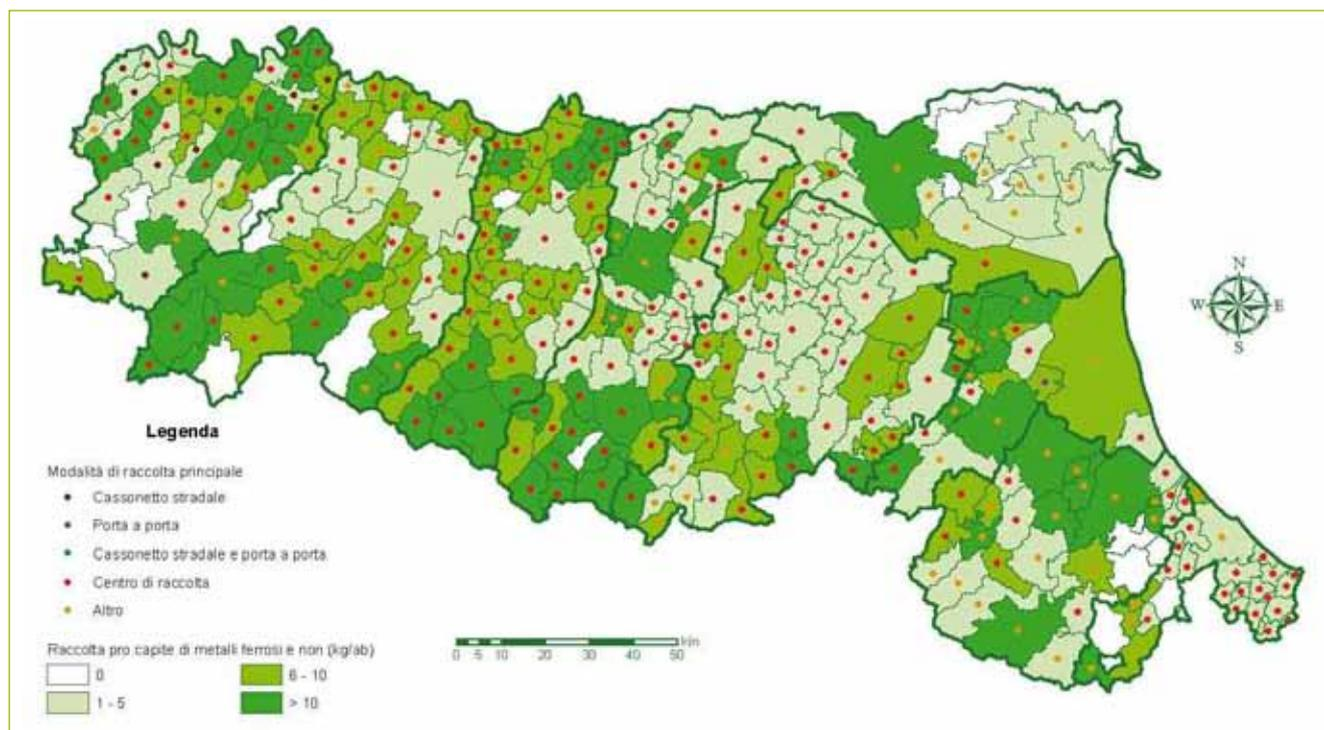 N
W E
S
Legenda
Modalità di raccolta principale
Cassonetto stradale
Porta a porta
Cassonetto stradale e porta a porta
Centro di raccolta
Altro
Raccolta pro capite di metalli ferrosi e non (kg/ab)
0 6 - 10
1 - 5 > 10
km
0 5 10 20 30 40 50